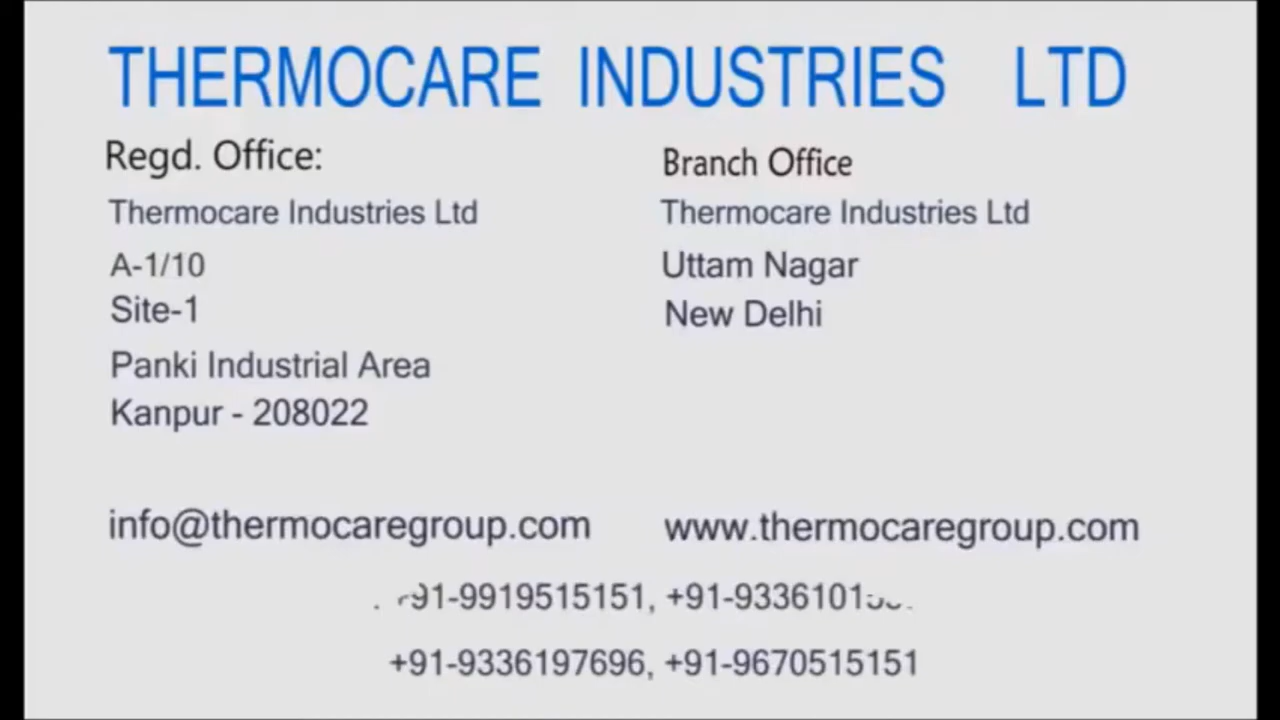 THERMOCARE INDUSTRIES LTD
Regd. Office:
Thermocare Industries Ltd
A-1/10
Site-1
Panki Industrial Area
Kanpur - 208022
Branch Office
Thermocare Industries Ltd
Uttam Nagar
New Delhi
info@thermocaregroup.com
www.thermocaregroup.com
91-9919515151,
+91-9336197696, +91-9670515151